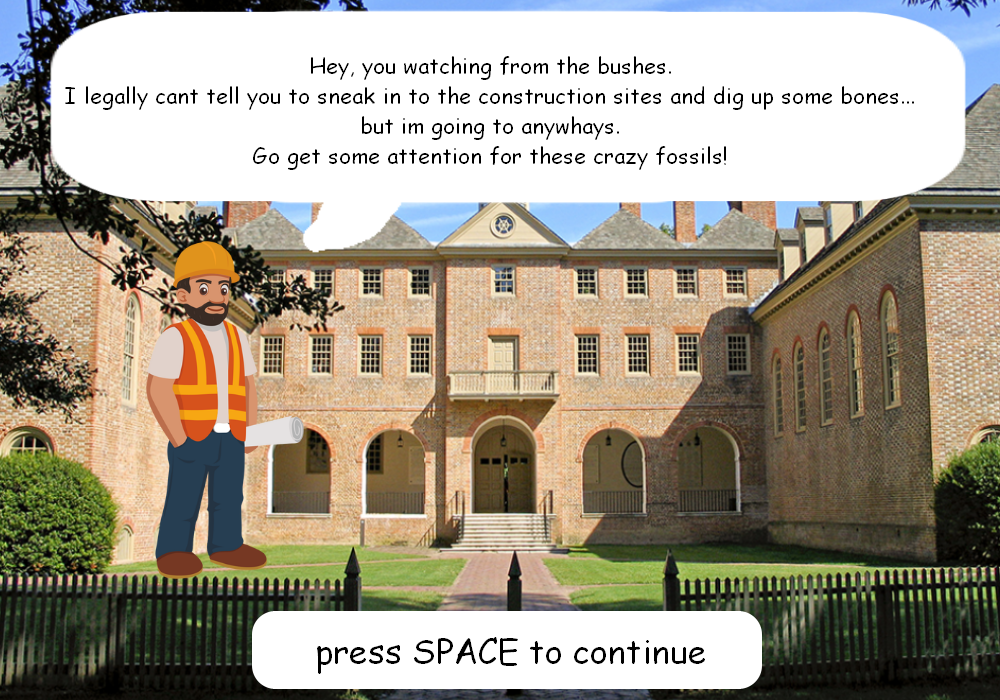 Hey, you watching from the bushes.
I legally cant tell you to sneak in to the construction sites and dig up some bones...
but im going to anywhays.
Go get some attention for these crazy fossils!
press SPACE to continue